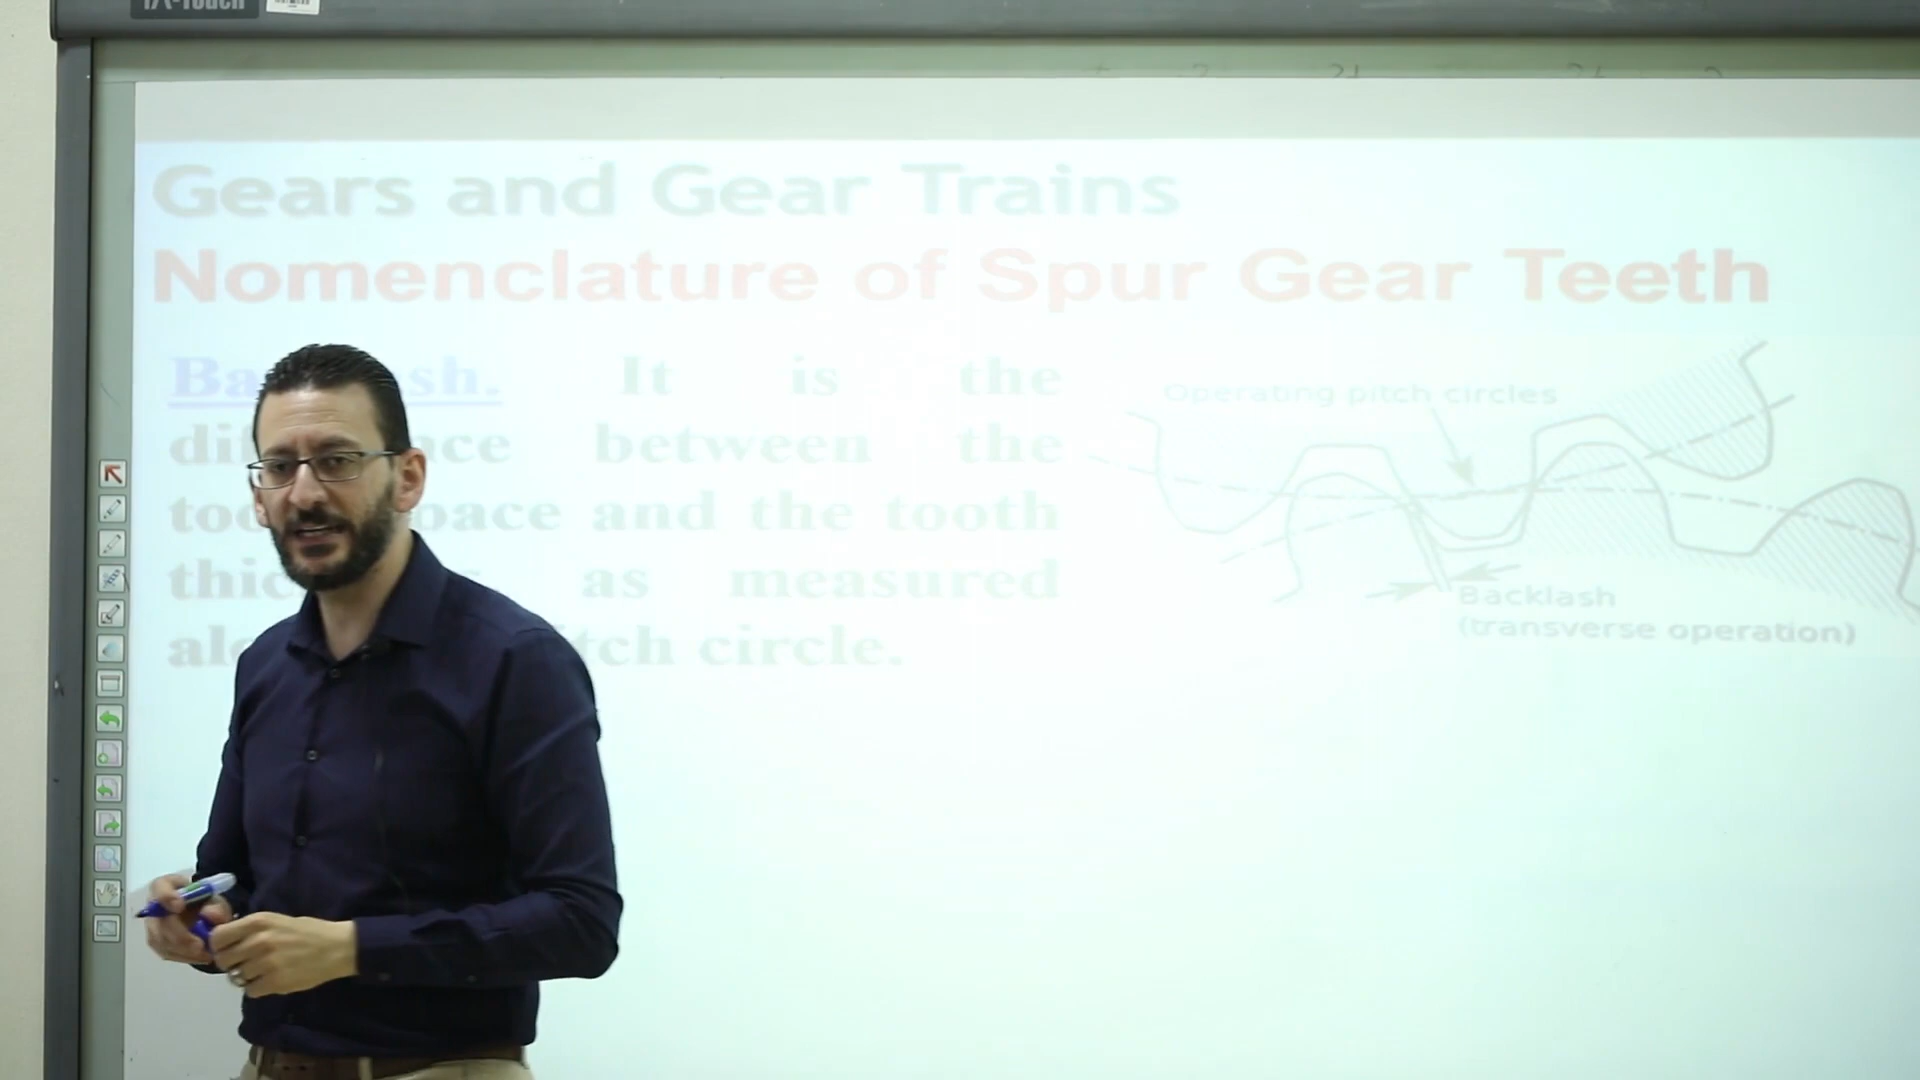 Gears and Gear Trains
Nomenclature of Spur Gear Teeth
It is the
between the
and the tooth
as measured
circle.
Operating pitch circles
Backlash
(transverse operation)